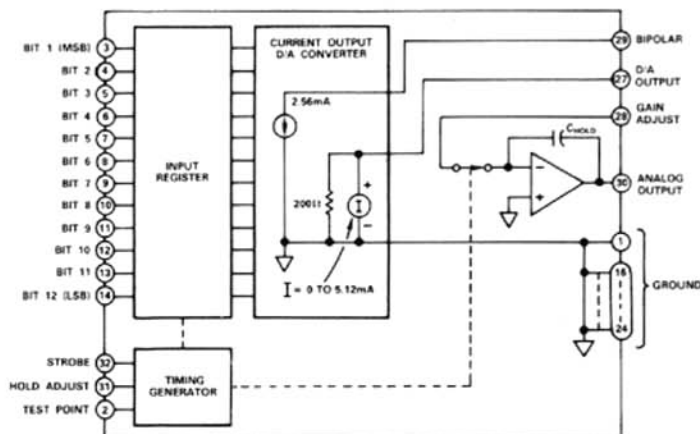 BIT 1 (MSB) 3
BIT 2 4
BIT 3 5
BIT 4 6
BIT 5 7
BIT 6 8
BIT 7 9
BIT 8 10
BIT 9 11
BIT 10 12
BIT 11 13
BIT 12 (LSB) 14
STROBE 32
HOLD ADJUST 31
TEST POINT 2
INPUT
REGISTER
TIMING
GENERATOR
CURRENT OUTPUT
D/A CONVERTER
2.56mA
200Ω
+
I
−
I = 0 TO 5.12mA
CHOLD
−
+
29 BIPOLAR
27 D/A
OUTPUT
28 GAIN
ADJUST
30 ANALOG
OUTPUT
1
16
24
GROUND